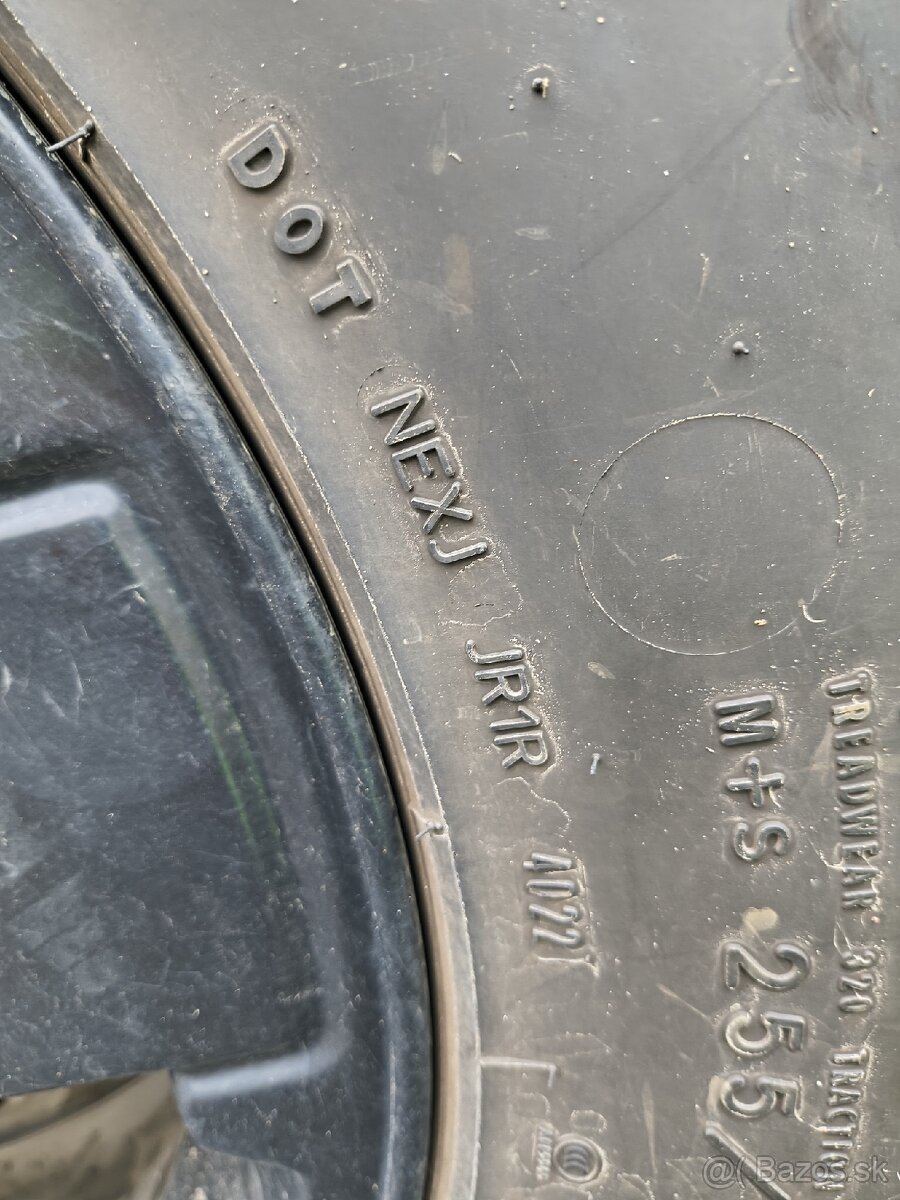 DOT NEXJ JR1R 4022
M+S 255/
TREADWEAR 320 TRACTION
@( Bazos.sk